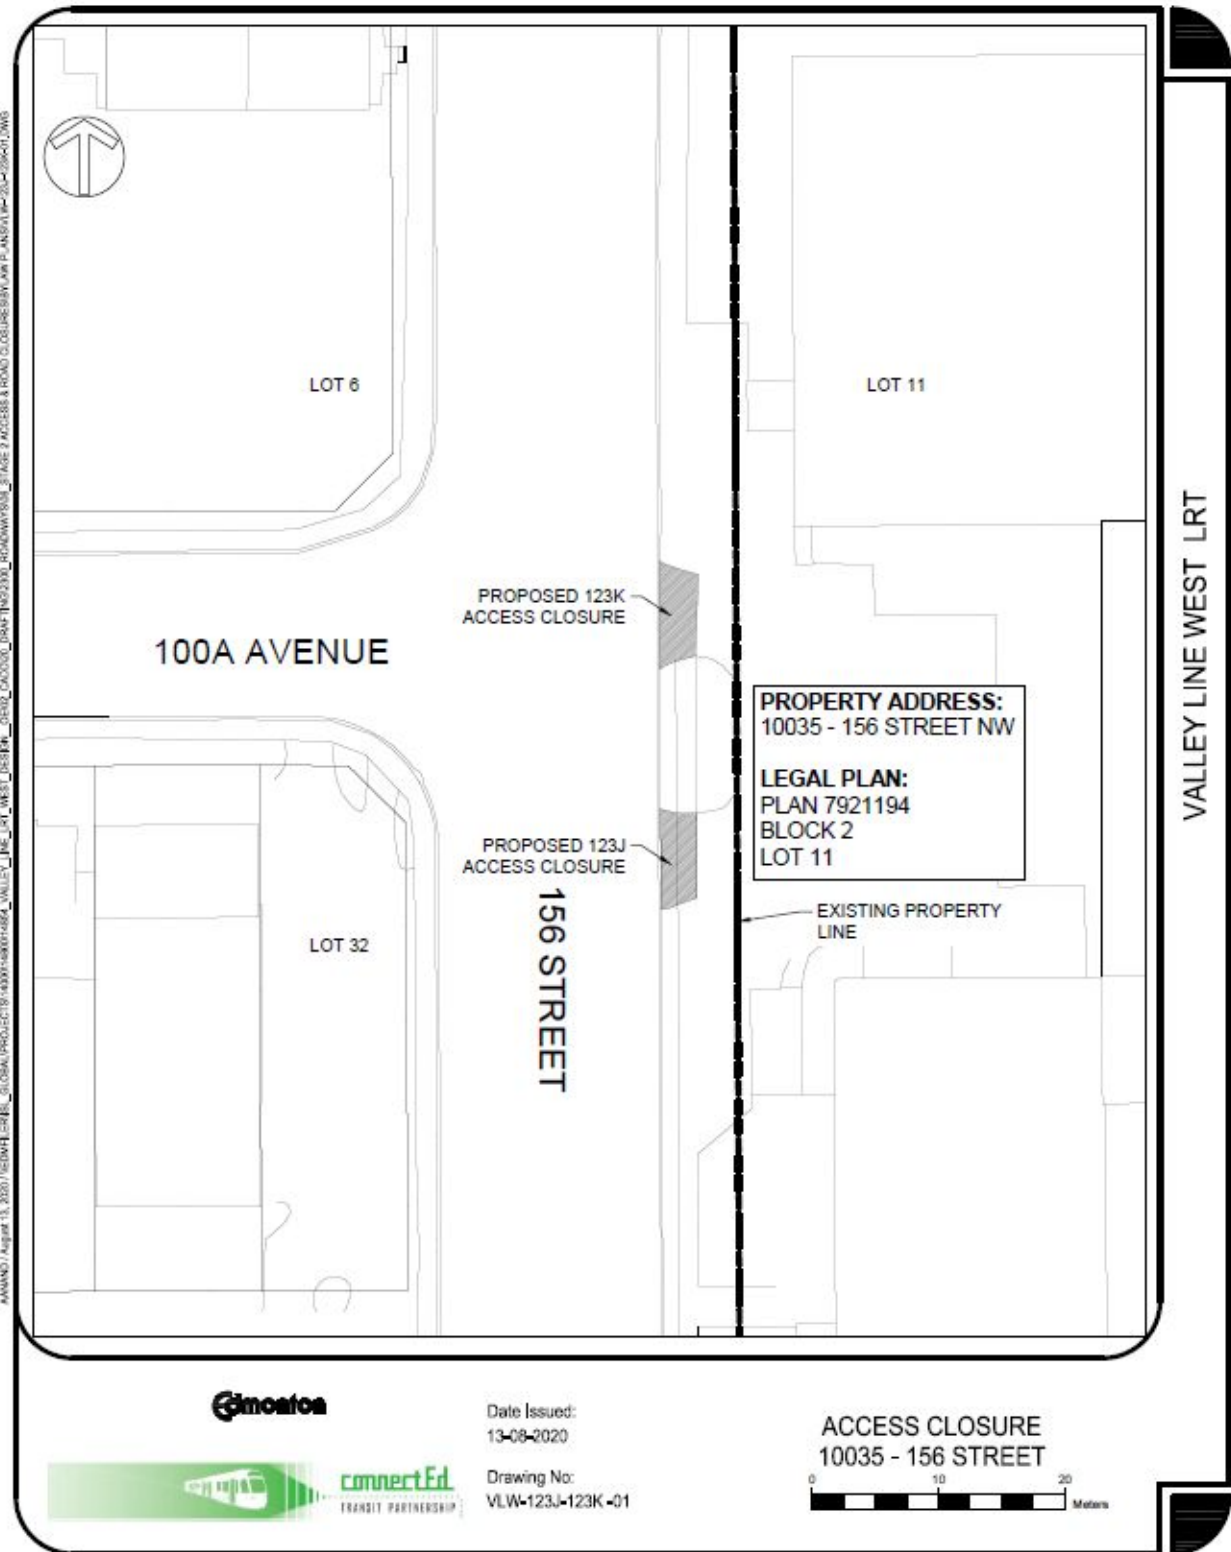 LOT 6
LOT 11
PROPOSED 123K
ACCESS CLOSURE
100A AVENUE
PROPERTY ADDRESS:
10035 - 156 STREET NW
LEGAL PLAN:
PLAN 7921194
BLOCK 2
LOT 11
PROPOSED 123J
ACCESS CLOSURE
156 STREET
EXISTING PROPERTY
LINE
LOT 32
VALLEY LINE WEST LRT
Edmonton
connectEd
TRANSIT PARTNERSHIP
Date Issued:
13-08-2020
Drawing No:
VLW-123J-123K -01
ACCESS CLOSURE
10035 - 156 STREET
0 10 20
Meters